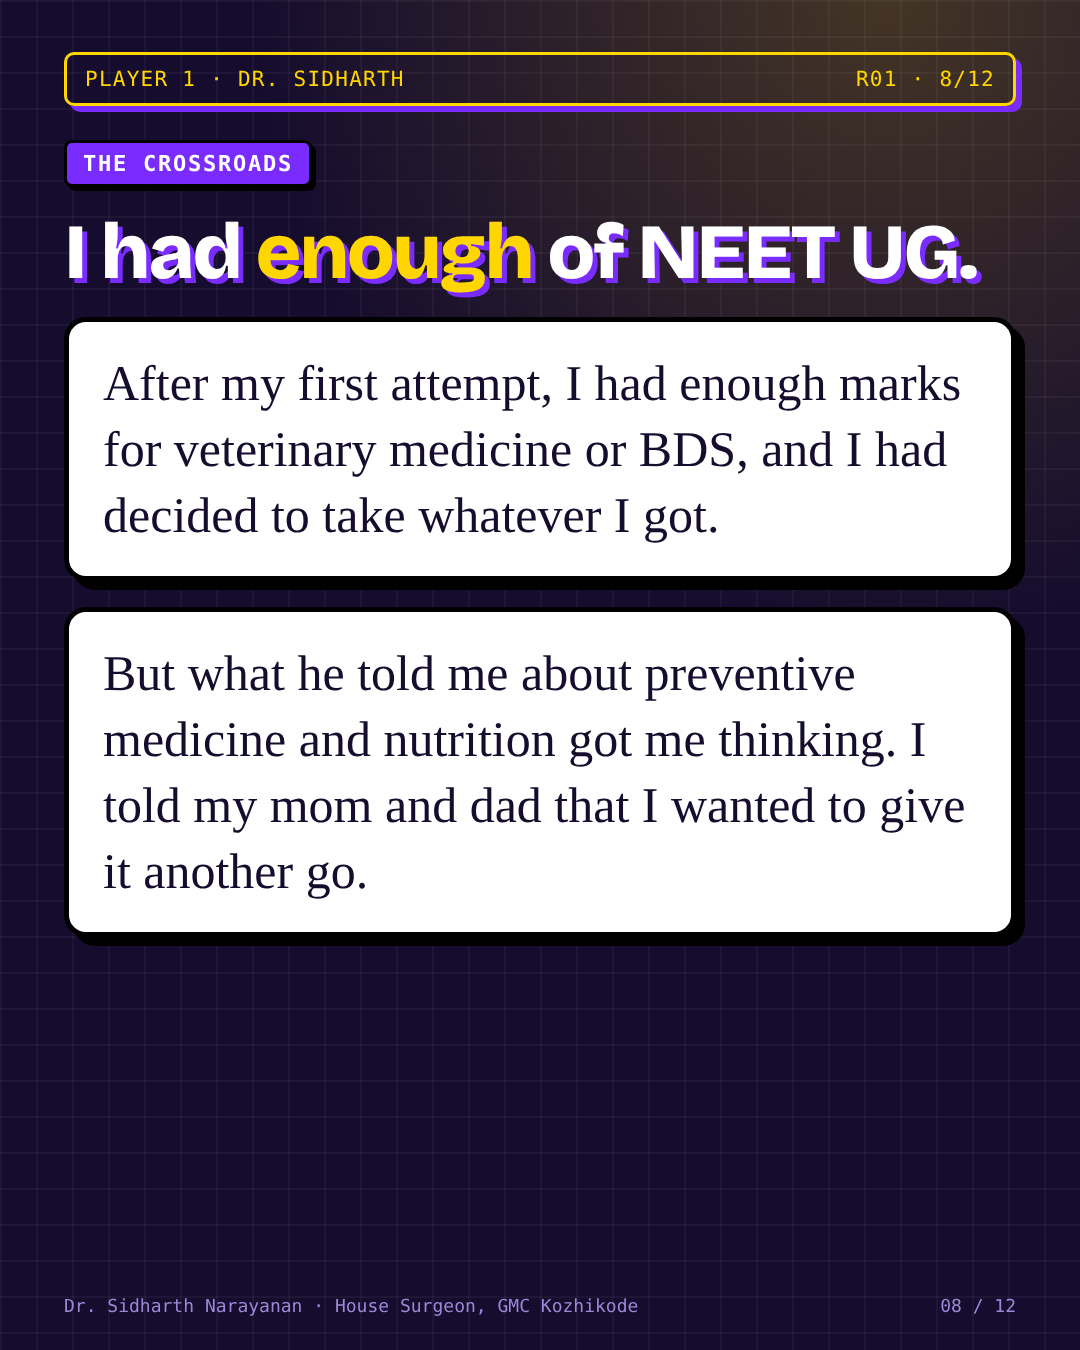 PLAYER 1 · DR. SIDHARTH R01 · 8/12
THE CROSSROADS
I had enough of NEET UG.
After my first attempt, I had enough marks
for veterinary medicine or BDS, and I had
decided to take whatever I got.
But what he told me about preventive
medicine and nutrition got me thinking. I
told my mom and dad that I wanted to give
it another go.
Dr. Sidharth Narayanan · House Surgeon, GMC Kozhikode 08 / 12